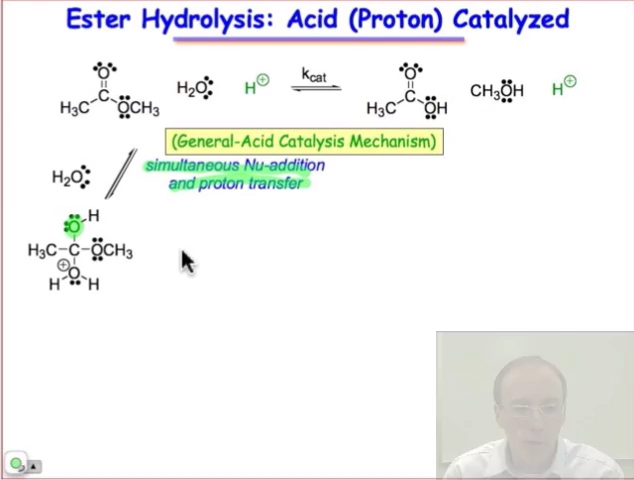 Ester Hydrolysis: Acid (Proton) Catalyzed
O
H₃C C OCH₃ H₂O H⊕ kcat H₃C C OH CH₃OH H⊕
(General-Acid Catalysis Mechanism)
simultaneous Nu-addition
and proton transfer
H₂O
O-H
H₃C-C-OCH₃
⊕
H O H